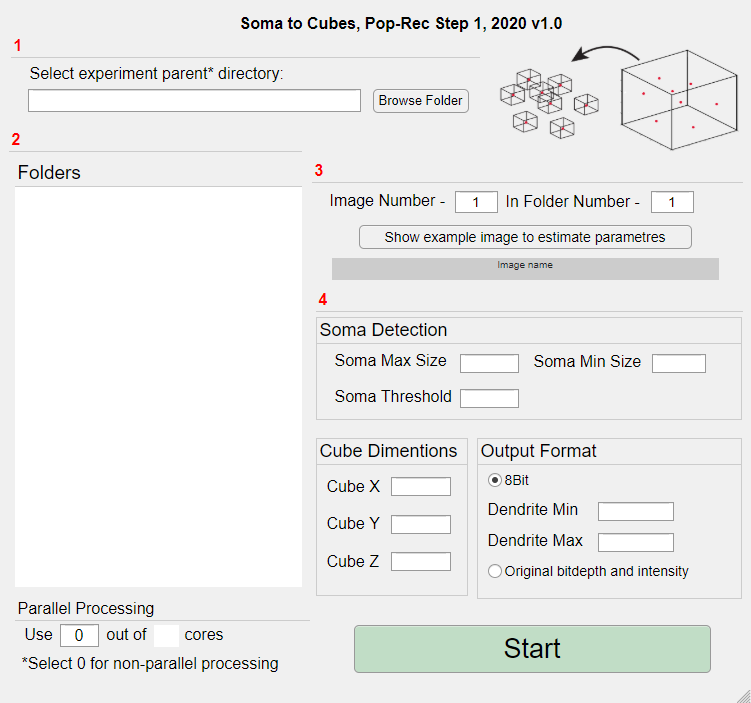 Soma to Cubes, Pop-Rec Step 1, 2020 v1.0
1
Select experiment parent* directory:
Browse Folder
2
Folders
3
Image Number - 1 In Folder Number - 1
Show example image to estimate parametres
Image name
4
Soma Detection
Soma Max Size Soma Min Size
Soma Threshold
Cube Dimentions
Cube X
Cube Y
Cube Z
Output Format
8Bit
Dendrite Min
Dendrite Max
Original bitdepth and intensity
Parallel Processing
Use 0 out of cores
*Select 0 for non-parallel processing
Start